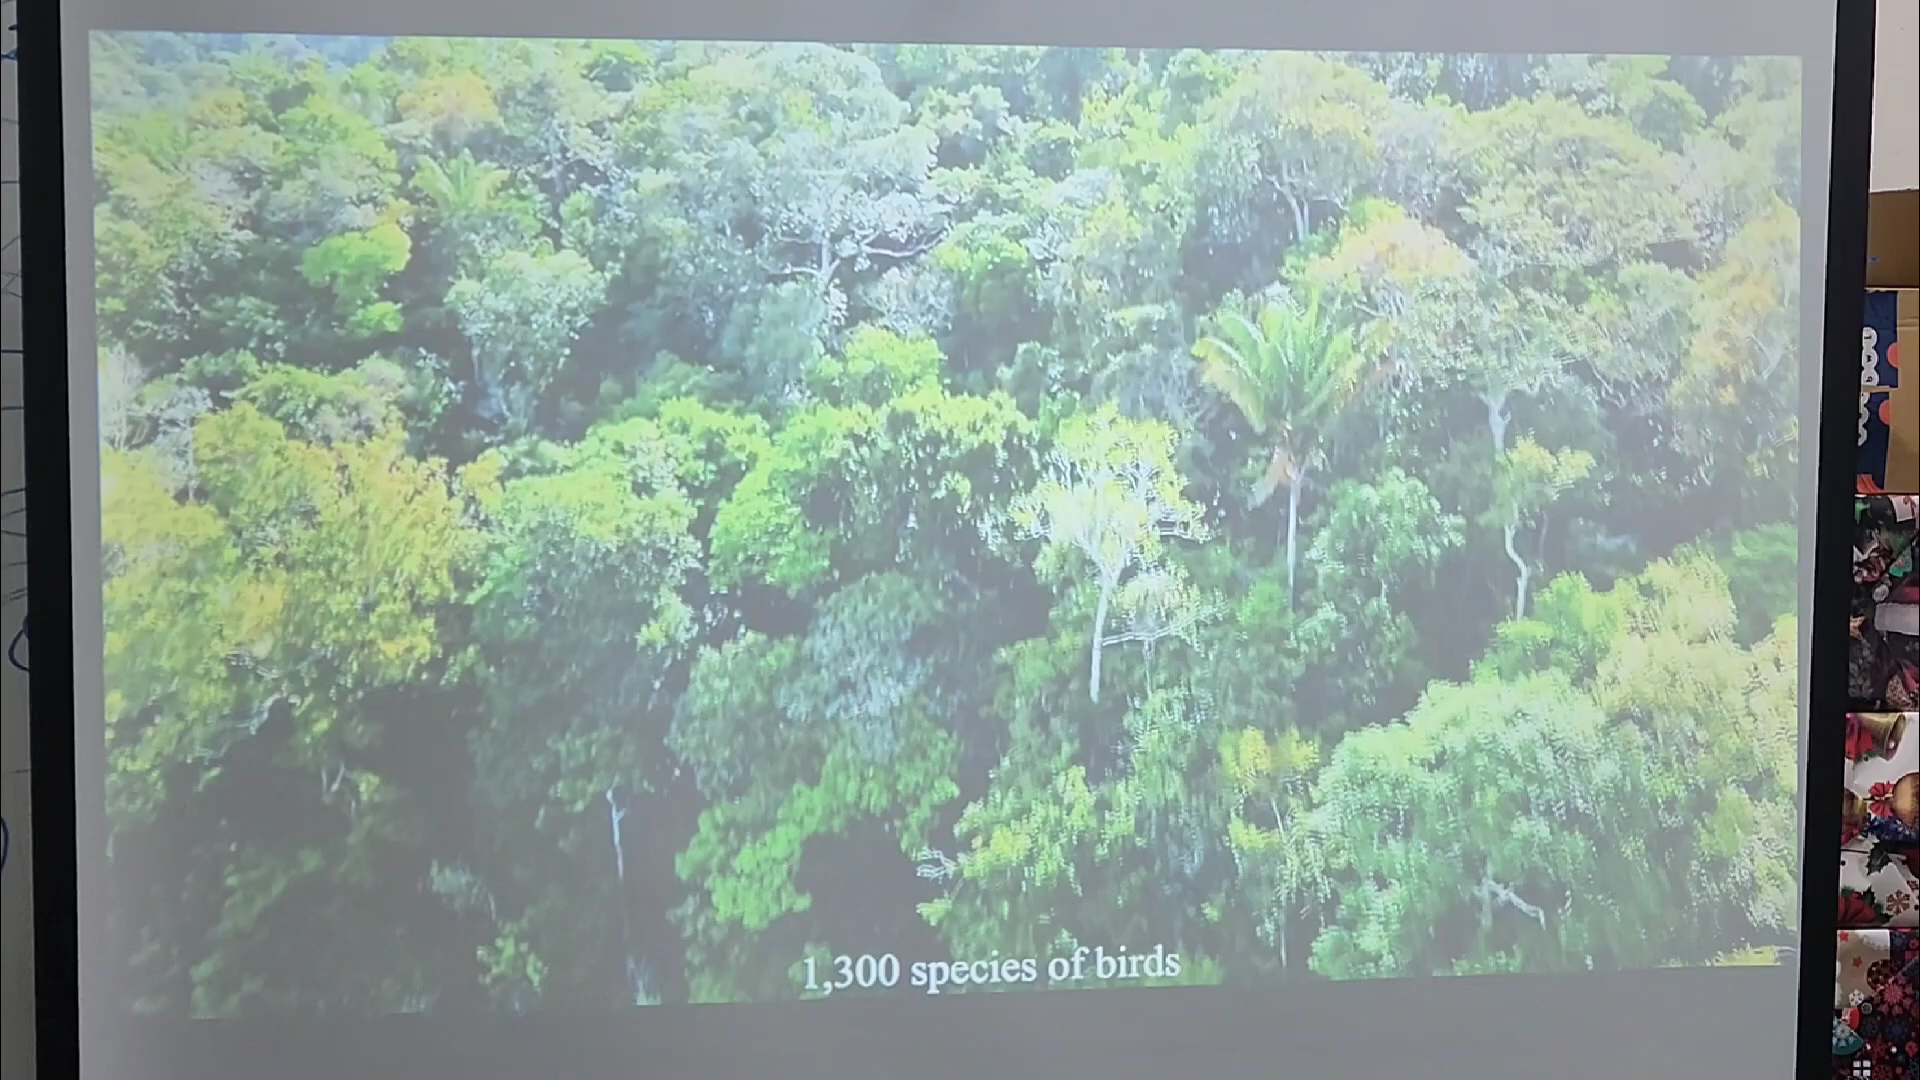 1,300 species of birds